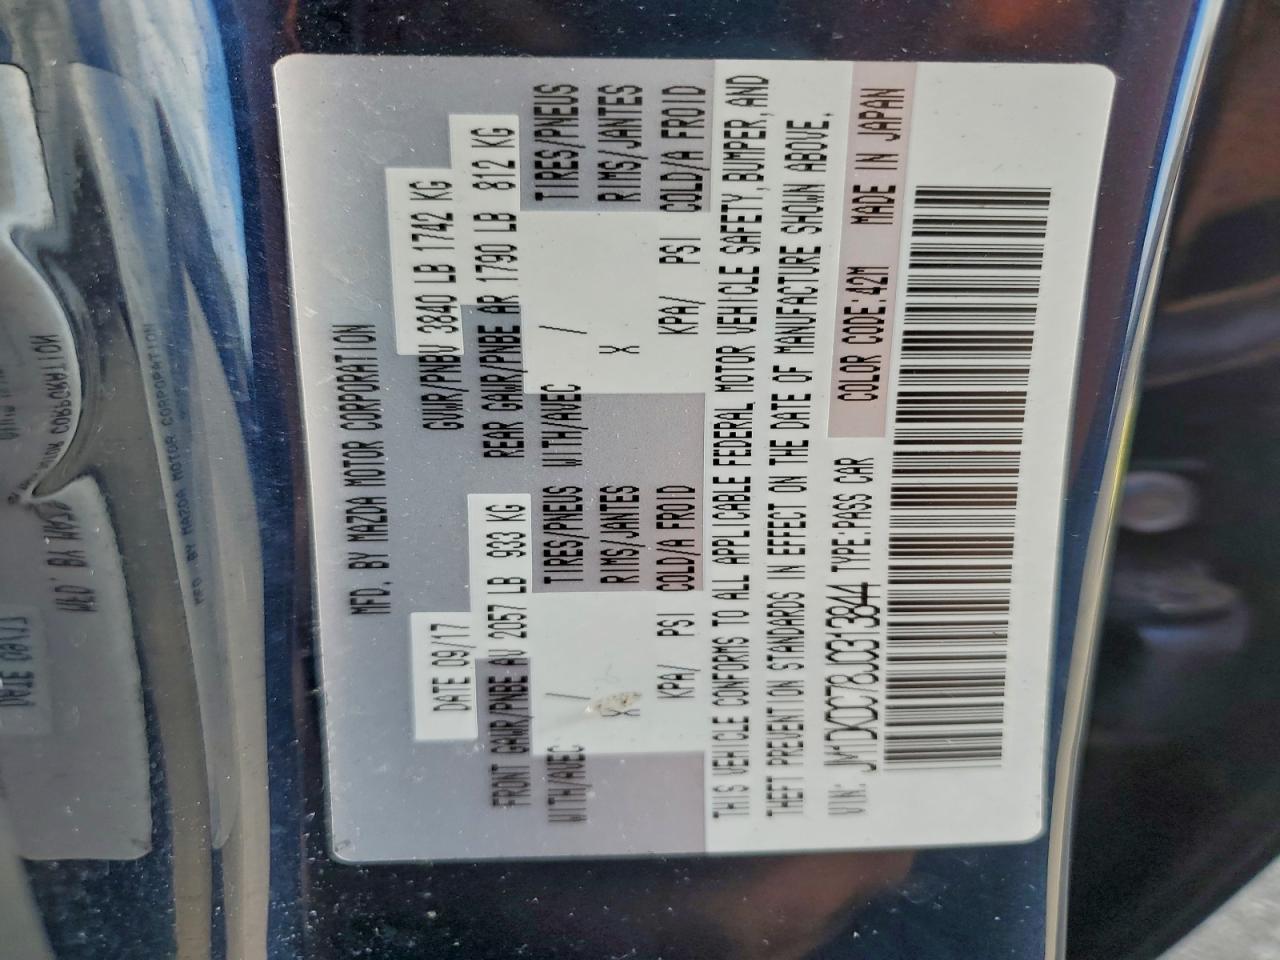 MFD. BY MAZDA MOTOR CORPORATION
DATE 09/17 GVWR/PNBV 3840 LB 1742 KG
FRONT GAWR/PNBE AV 2057 LB 933 KG REAR GAWR/PNBE AR 1790 LB 812 KG
WITH/AVEC / TIRES/PNEUS WITH/AVEC / TIRES/PNEUS
X RIMS/JANTES X RIMS/JANTES
KPA/ PSI COLD/A FROID KPA/ PSI COLD/A FROID
THIS VEHICLE CONFORMS TO ALL APPLICABLE FEDERAL MOTOR VEHICLE SAFETY, BUMPER, AND
THEFT PREVENTION STANDARDS IN EFFECT ON THE DATE OF MANUFACTURE SHOWN ABOVE.
VIN: JM1DKDC78J0313844 TYPE:PASS CAR COLOR CODE: 42M MADE IN JAPAN